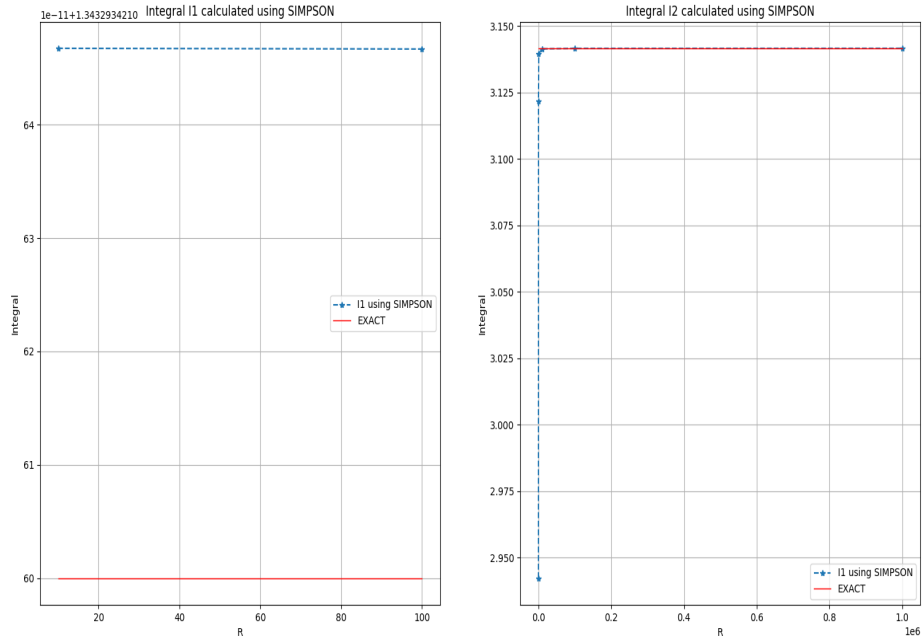 Integral I1 calculated using SIMPSON
1e-11+1.3432934210
64
63
62
61
60
Integral
20
40
60
80
100
R
I1 using SIMPSON
EXACT
Integral I2 calculated using SIMPSON
3.150
3.125
3.100
3.075
3.050
3.025
3.000
2.975
2.950
Integral
0.0
0.2
0.4
0.6
0.8
1.0
1e6
R
I1 using SIMPSON
EXACT